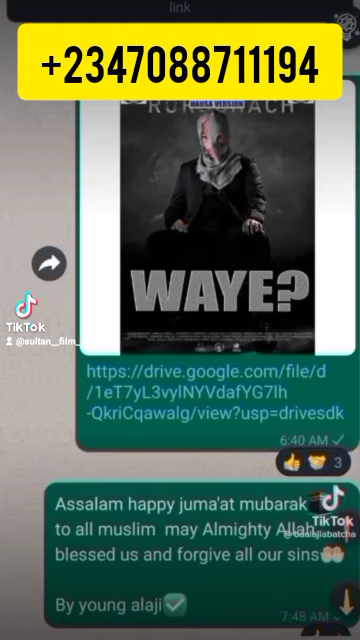 link
+2347088711194
RORSCHACH
HAUSA VERSION
WAYE?
TikTok
@sultan__film_
https://drive.google.com/file/d
/1eT7yL3vylNYVdafYG7lh
-QkriCqawalg/view?usp=drivesdk
6:40 AM
3
Assalam happy juma'at mubarak
to all muslim may Almighty Allah
blessed us and forgive all our sins
TikTok
By young alaji
7:48 AM